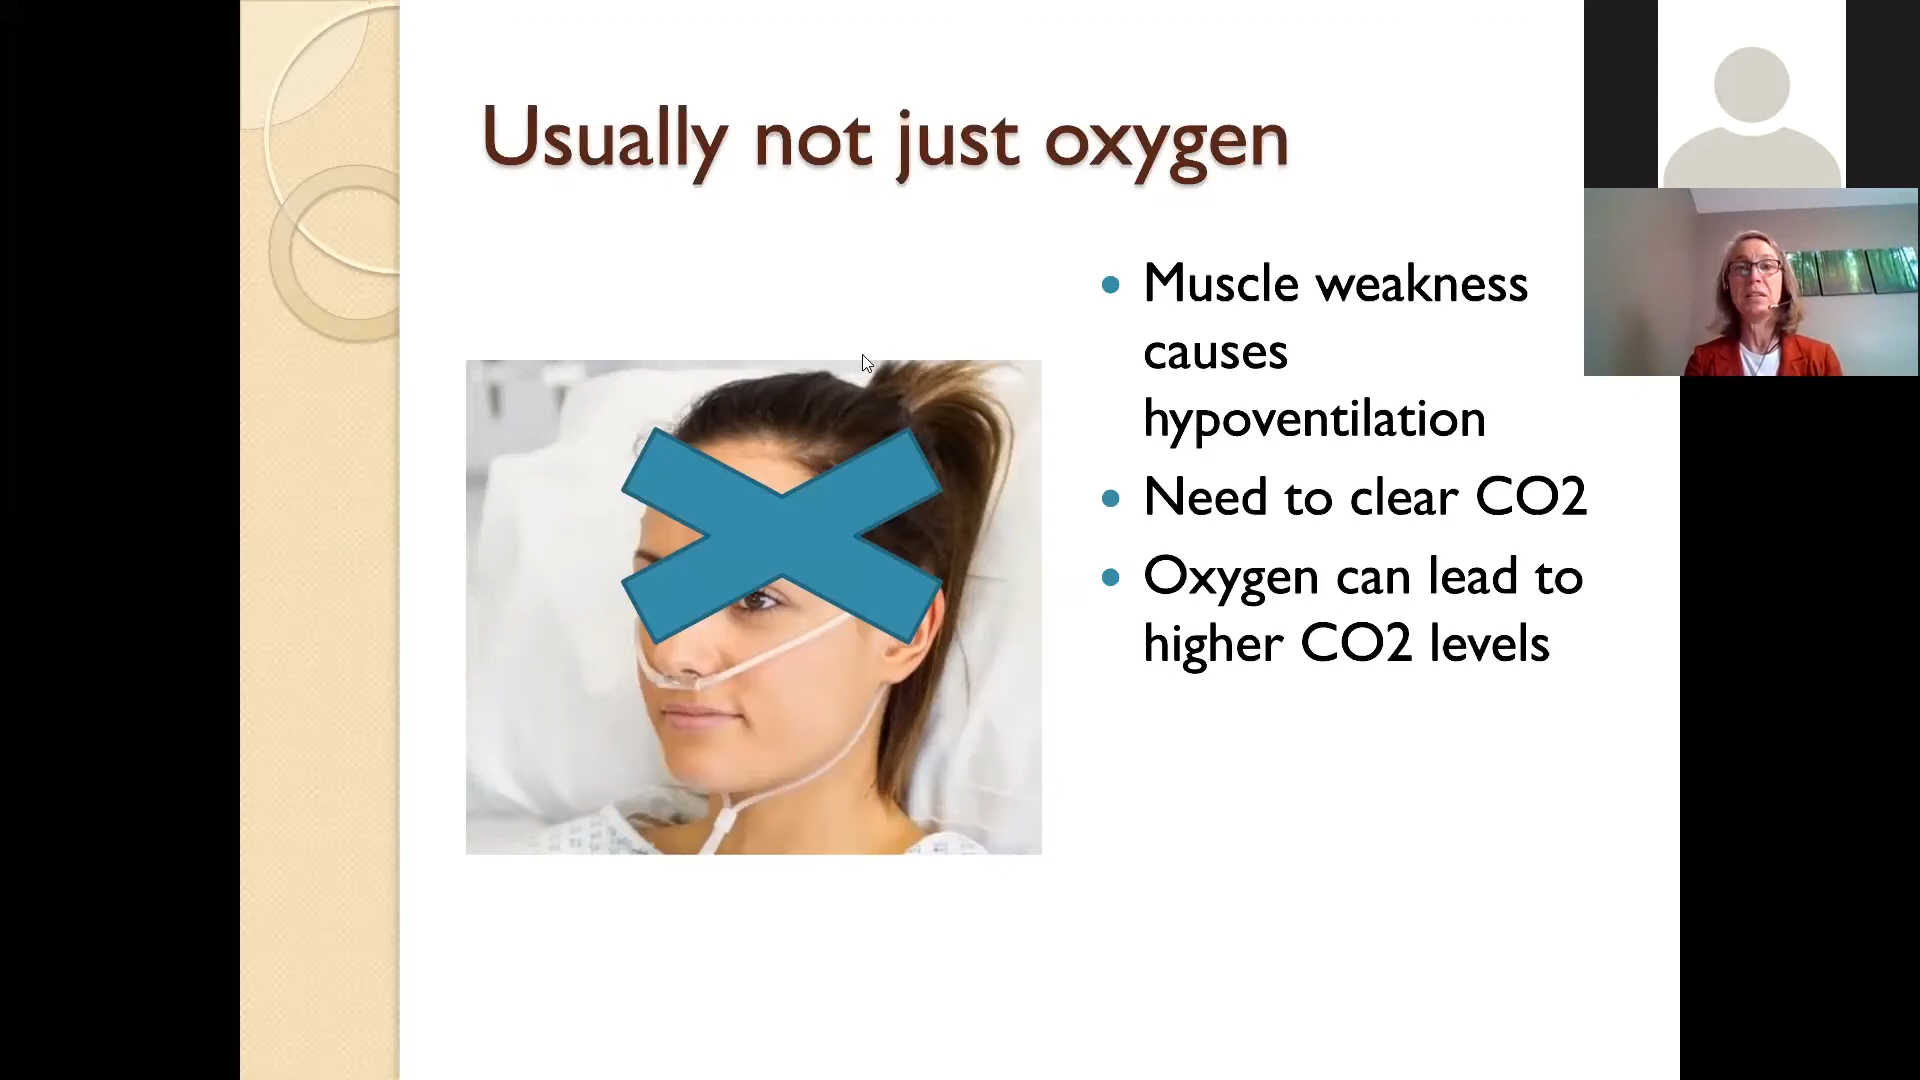 Usually not just oxygen
Muscle weakness
causes
hypoventilation
Need to clear CO2
Oxygen can lead to
higher CO2 levels